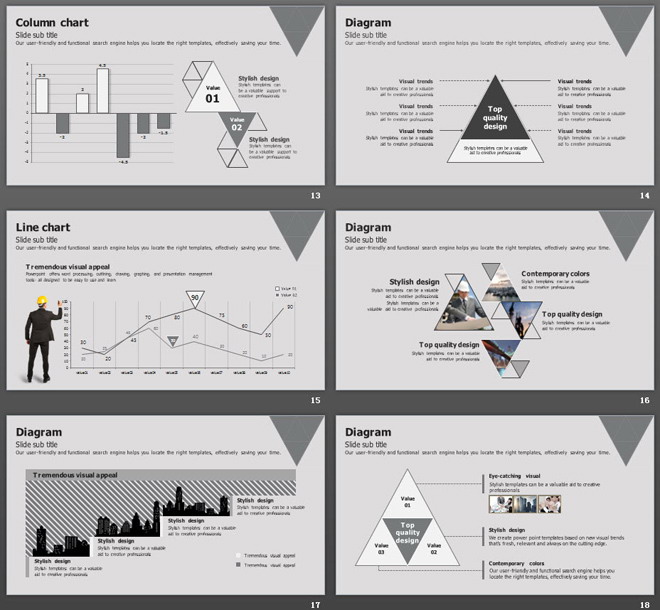 Column chart
Slide sub title
Our user-friendly and functional search engine helps you locate the right templates, effectively saving your time.
3.5
-2
2
4.5
-4.5
-2
-1.5
Value
01
Stylish design
Stylish templates can
be a valuable support to
creative professionals
Value
02
Stylish design
Stylish templates can
be a valuable support to
creative professionals
13
Diagram
Slide sub title
Our user-friendly and functional search engine helps you locate the right templates, effectively saving your time.
Visual trends
Stylish templates can be a valuable
aid to creative professionals
Visual trends
Stylish templates can be a valuable
aid to creative professionals
Visual trends
Stylish templates can be a valuable
aid to creative professionals
Top
quality
design
Stylish templates can be a valuable
aid to creative professionals
Visual trends
Stylish templates can be a valuable
aid to creative professionals
Visual trends
Stylish templates can be a valuable
aid to creative professionals
Visual trends
Stylish templates can be a valuable
aid to creative professionals
14
Line chart
Slide sub title
Our user-friendly and functional search engine helps you locate the right templates, effectively saving your time.
Tremendous visual appeal
Powerpoint offers word processing, outlining, drawing, graphing, and presentation management
tools all designed to be easy to use and learn
Value 01
Value 02
90
30
20
45
70
85
75
60
50
90
15
Diagram
Slide sub title
Our user-friendly and functional search engine helps you locate the right templates, effectively saving your time.
Stylish design
Stylish templates can be a valuable
aid to creative professionals
Stylish templates can be a
valuable aid to creative professionals
Contemporary colors
Stylish templates can be a valuable
aid to creative professionals
Top quality design
Stylish templates can be a valuable
aid to creative professionals
Top quality design
Stylish templates can be a valuable
aid to creative professionals
16
Diagram
Slide sub title
Our user-friendly and functional search engine helps you locate the right templates, effectively saving your time.
Tremendous visual appeal
Stylish design
Stylish templates can be a valuable
aid to creative professionals
Stylish design
Stylish templates can be a valuable
aid to creative professionals
Stylish design
Stylish templates can be a valuable
aid to creative professionals
Stylish design
Stylish templates can be a valuable
aid to creative professionals
Tremendous visual appeal
Tremendous visual appeal
17
Diagram
Slide sub title
Our user-friendly and functional search engine helps you locate the right templates, effectively saving your time.
Value
01
Top
quality
design
Value
03
Value
02
Eye-catching visual
Stylish templates can be a valuable aid to creative
professionals
Stylish design
We create power point templates based on new visual trends
that's fresh, relevant and always on the cutting edge.
Contemporary colors
Our user-friendly and functional search engine helps you
locate the right templates, effectively saving your time.
18